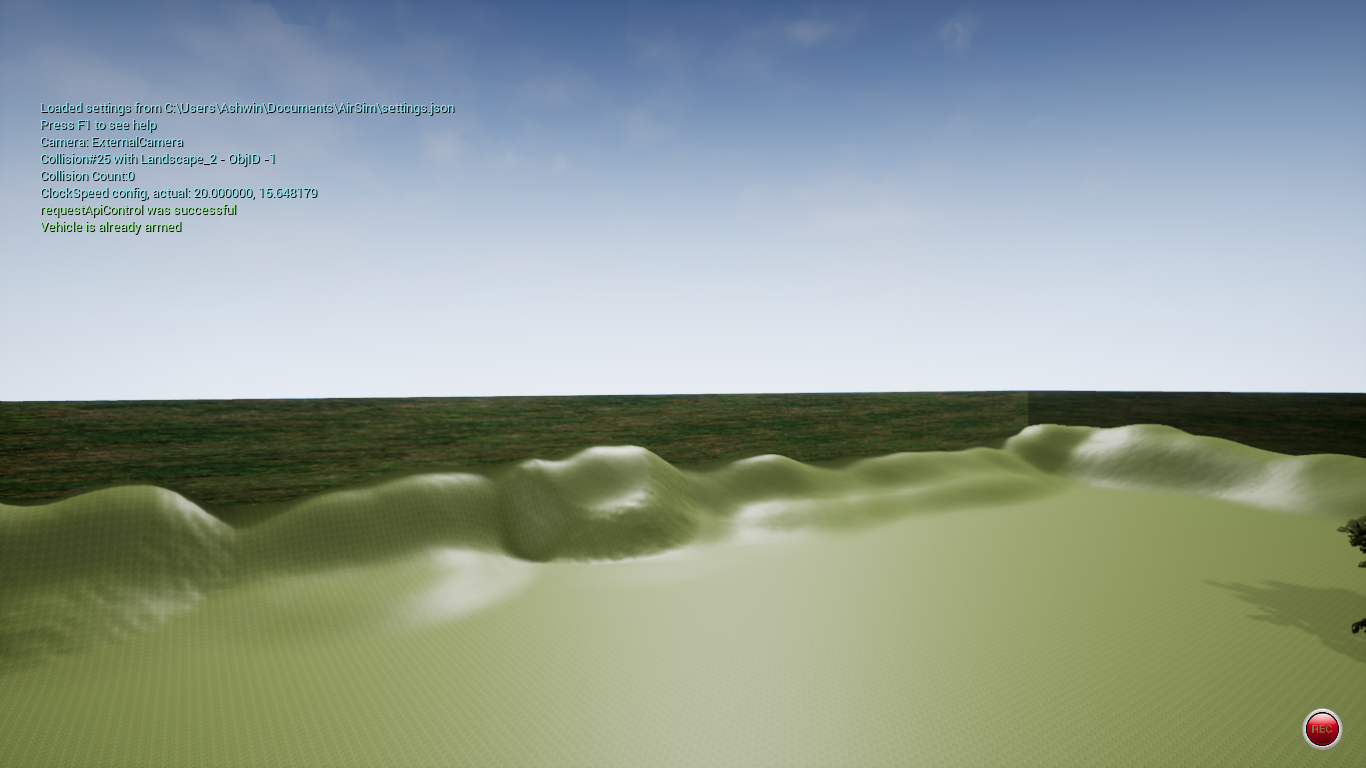 Loaded settings from C:\Users\Ashwin\Documents\AirSim\settings.json
Press F1 to see help
Camera: ExternalCamera
Collision#25 with Landscape_2 - ObjID -1
Collision Count:0
ClockSpeed config, actual: 20.000000, 15.648179
requestApiControl was successful
Vehicle is already armed
REC